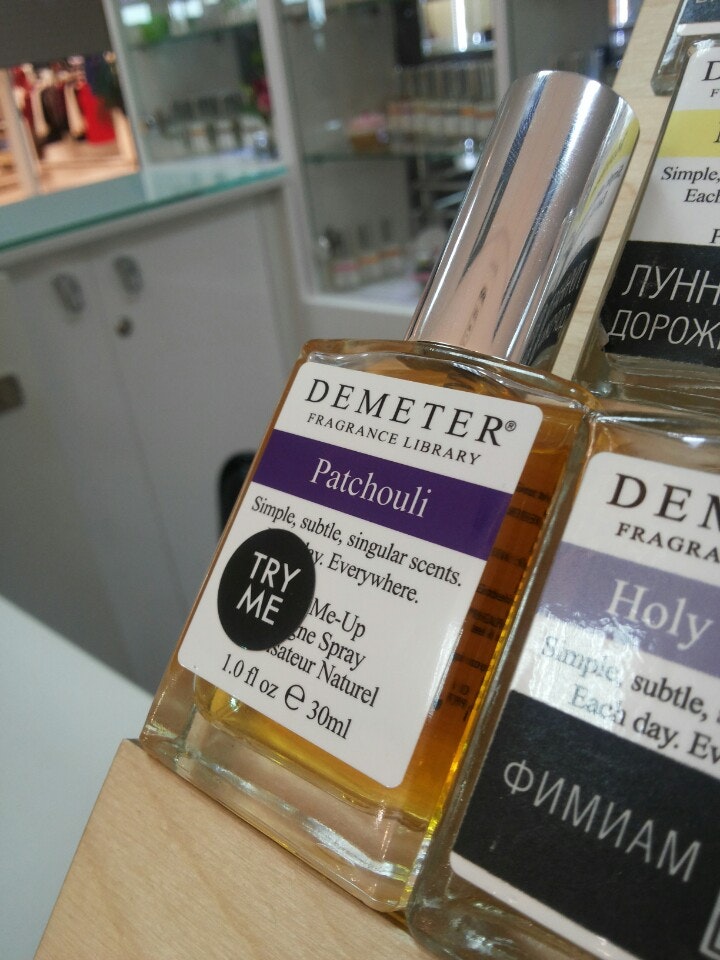 DEMETER®
FRAGRANCE LIBRARY
Patchouli
Simple, subtle, singular scents.
day. Everywhere.
TRY
ME
Me-Up
ne Spray
sateur Naturel
1.0 fl oz ℮ 30ml
DEM
FRAGRA
Holy
Simple, subtle,
Each day. Ev
ФИМИАМ
D
F
Simple,
Each
ЛУНН
ДОРОЖ